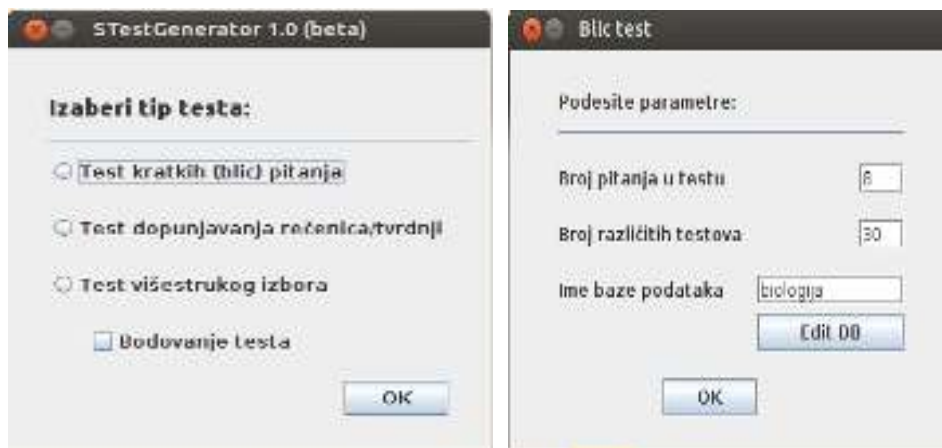 STestGenerator 1.0 (beta)
Izaberi tip testa:
Test kratkih (blic) pitanja
Test dopunjavanja rečenica/tvrdnji
Test višestrukog izbora
Bodovanje testa
OK
Blic test
Podesite parametre:
Broj pitanja u testu
Broj različitih testova 30
Ime baze podataka biologija
Edit DB
OK